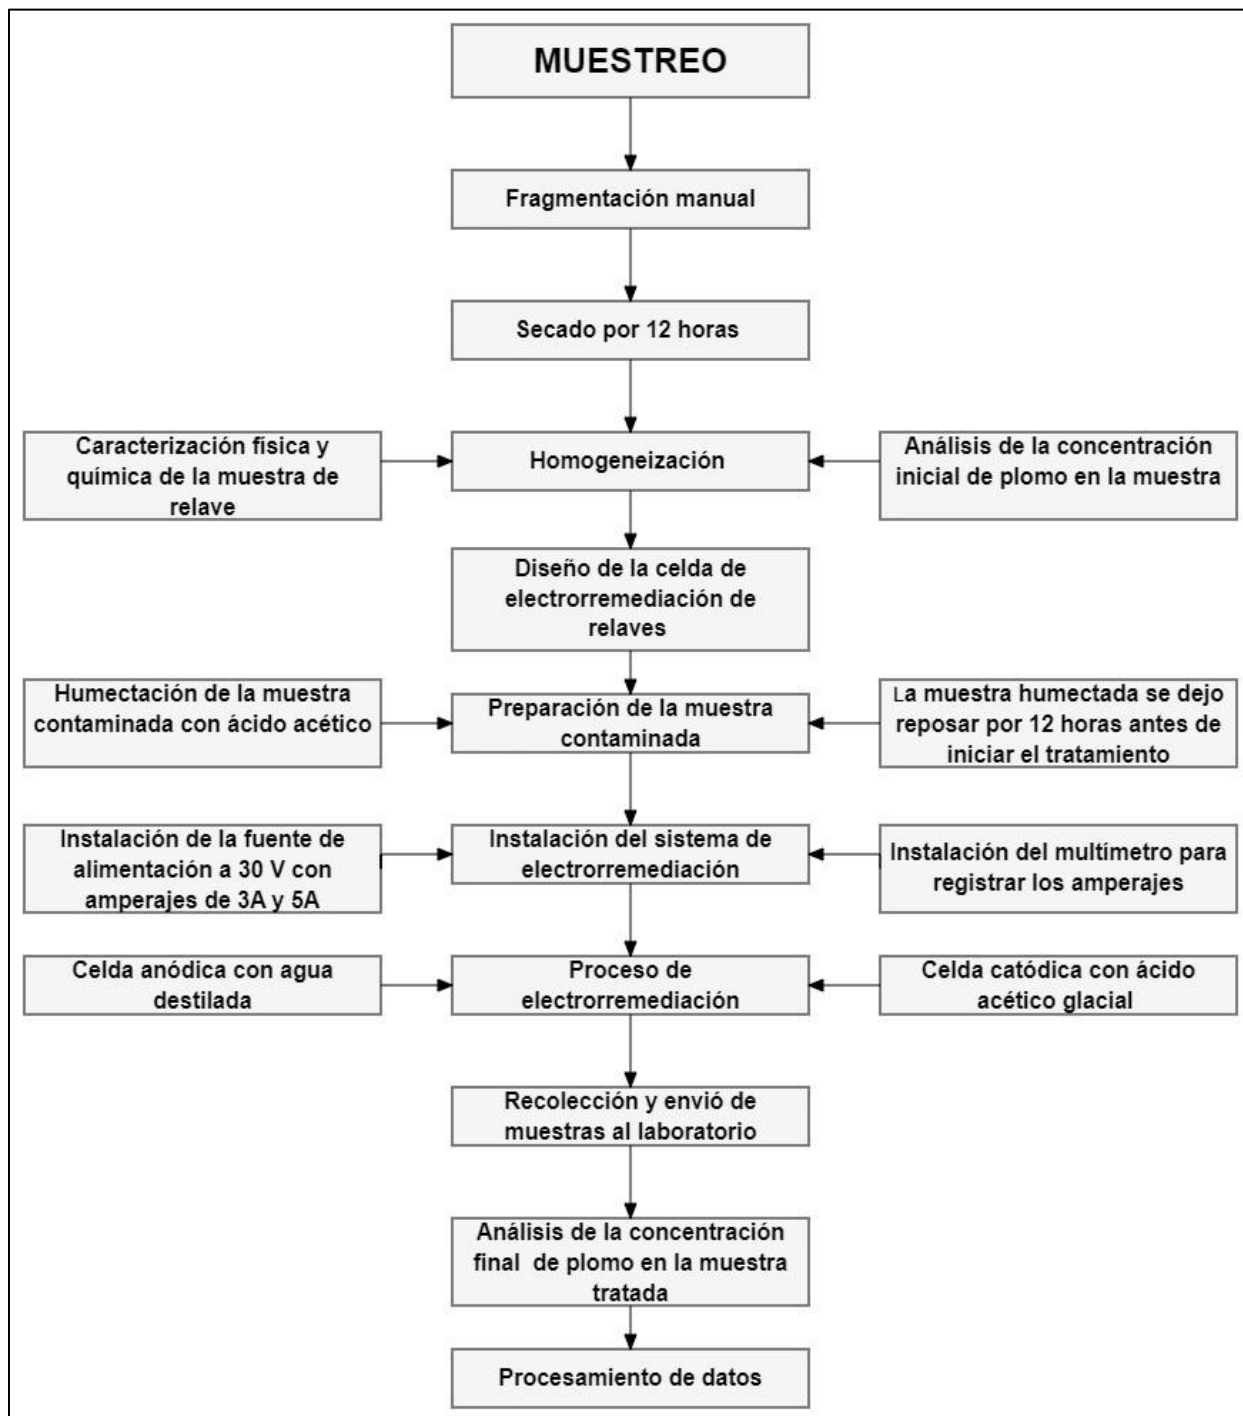 MUESTREO
Fragmentación manual
Secado por 12 horas
Caracterización física y
química de la muestra de
relave
Homogeneización
Análisis de la concentración
inicial de plomo en la muestra
Diseño de la celda de
electrorremediación de
relaves
Humectación de la muestra
contaminada con ácido acético
Preparación de la muestra
contaminada
La muestra humectada se dejo
reposar por 12 horas antes de
iniciar el tratamiento
Instalación de la fuente de
alimentación a 30 V con
amperajes de 3A y 5A
Instalación del sistema de
electrorremediación
Instalación del multímetro para
registrar los amperajes
Celda anódica con agua
destilada
Proceso de
electrorremediación
Celda catódica con ácido
acético glacial
Recolección y envió de
muestras al laboratorio
Análisis de la concentración
final de plomo en la muestra
tratada
Procesamiento de datos